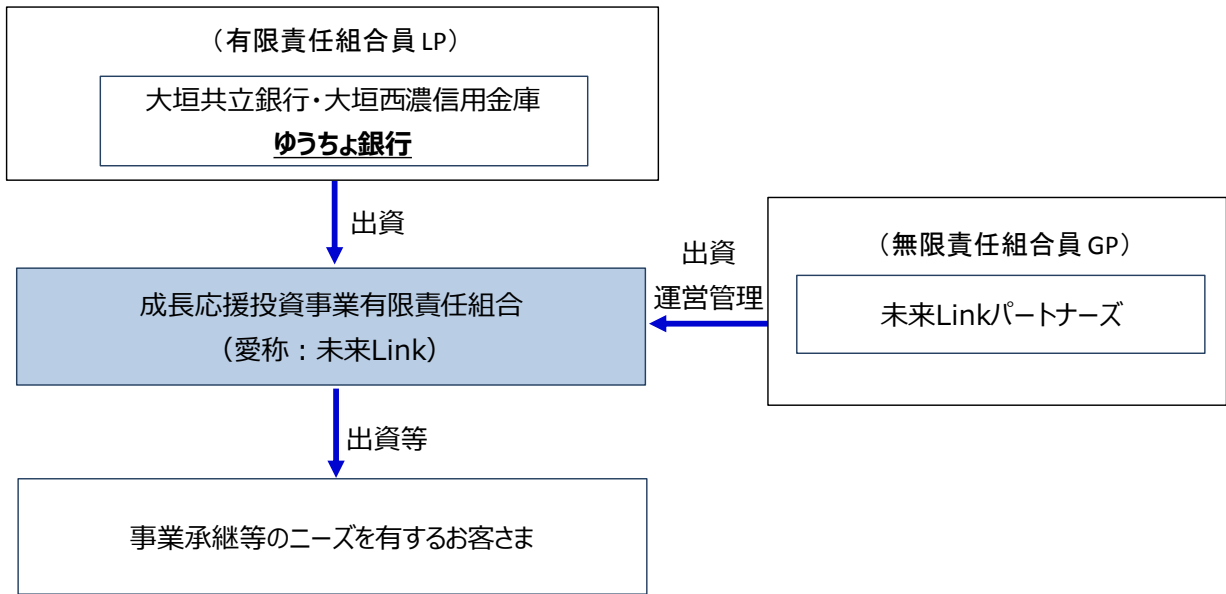 （有限責任組合員 LP）
大垣共立銀行・大垣西濃信用金庫
ゆうちょ銀行
出資
（無限責任組合員 GP）
未来Linkパートナーズ
出資
運営管理
成長応援投資事業有限責任組合
（愛称：未来Link）
出資等
事業承継等のニーズを有するお客さま